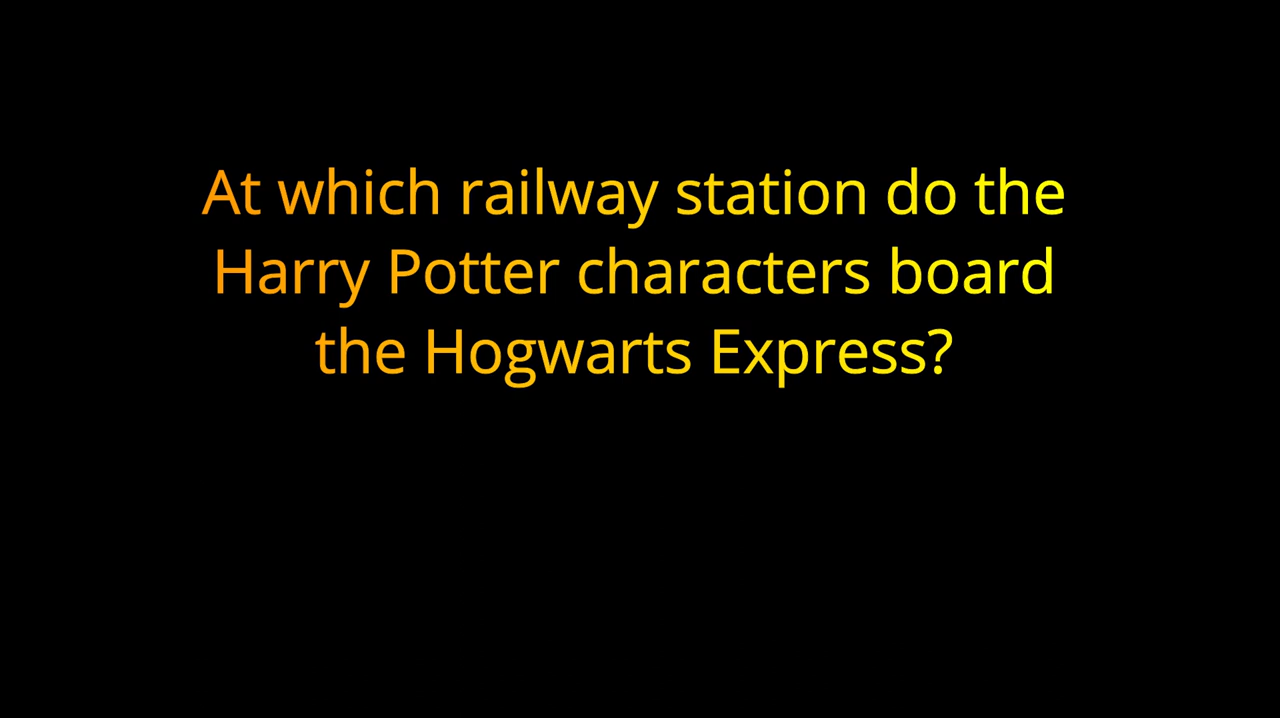 At which railway station do the
Harry Potter characters board
the Hogwarts Express?